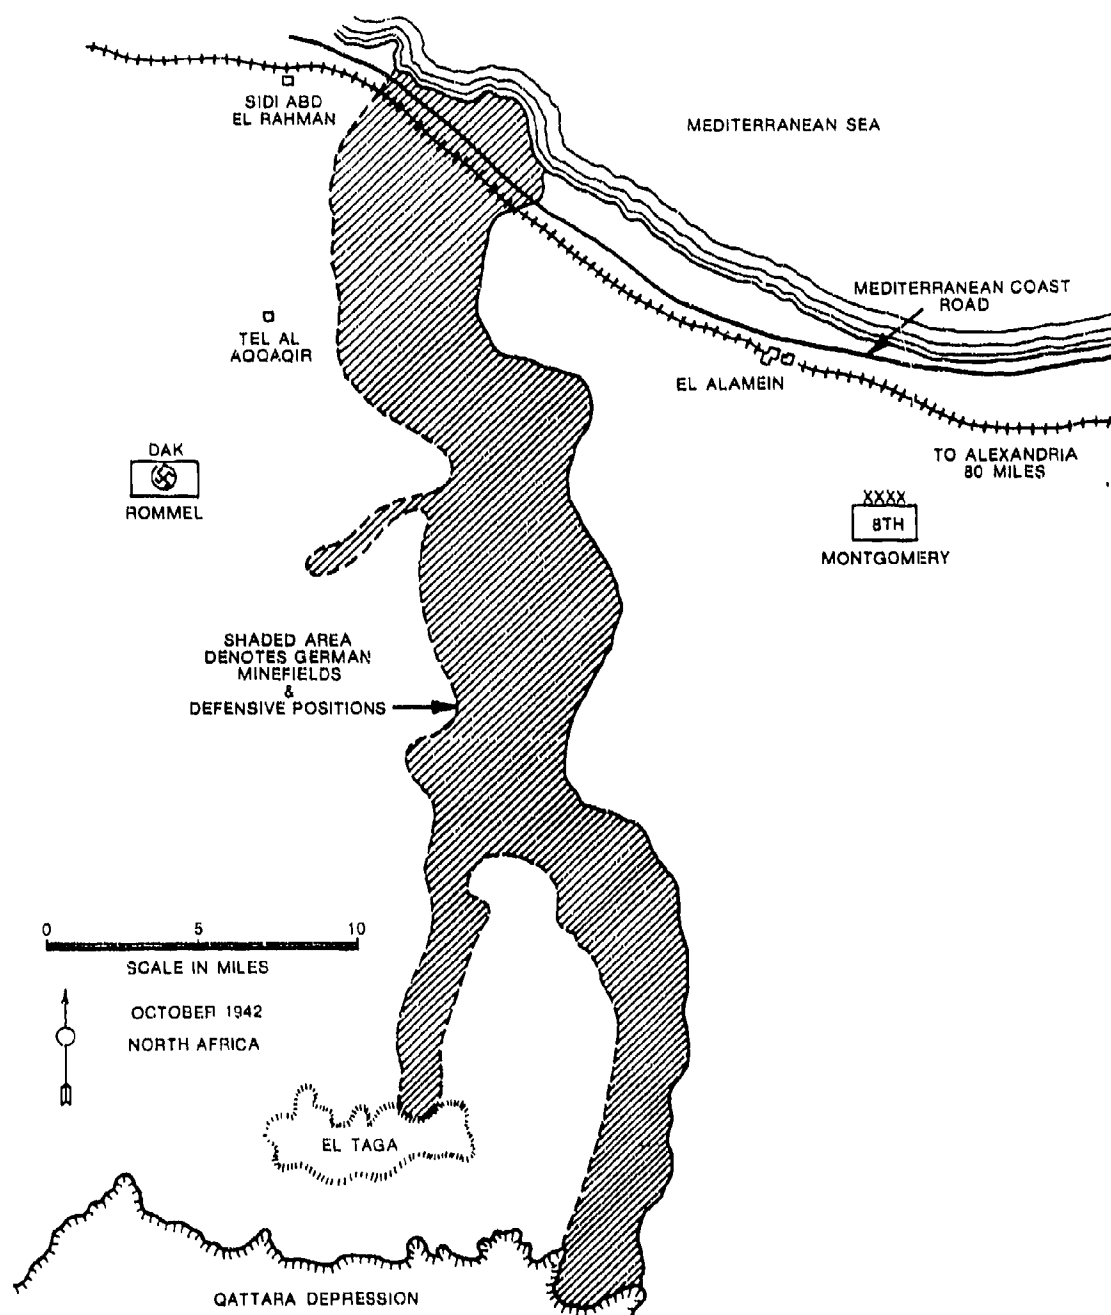 SIDI ABD
EL RAHMAN
MEDITERRANEAN SEA
MEDITERRANEAN COAST
ROAD
TEL AL
AQQAQIR
EL ALAMEIN
TO ALEXANDRIA
80 MILES
DAK
ROMMEL
XXXX
8TH
MONTGOMERY
SHADED AREA
DENOTES GERMAN
MINEFIELDS
&
DEFENSIVE POSITIONS
0 5 10
SCALE IN MILES
OCTOBER 1942
NORTH AFRICA
EL TAGA
QATTARA DEPRESSION